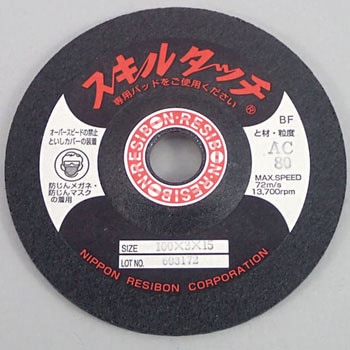 スキルタッチ®
専用パッドをご使用ください
RESIBON・RESIBON・RESIBON
オーバースピードの禁止
といしカバーの装着
防じんメガネ・
防じんマスク
の着用
BF
と材・粒度
AC
80
MAX.SPEED
72m/s
13,700rpm
SIZE 100×3×15
LOT NO. 603172
NIPPON RESIBON CORPORATION